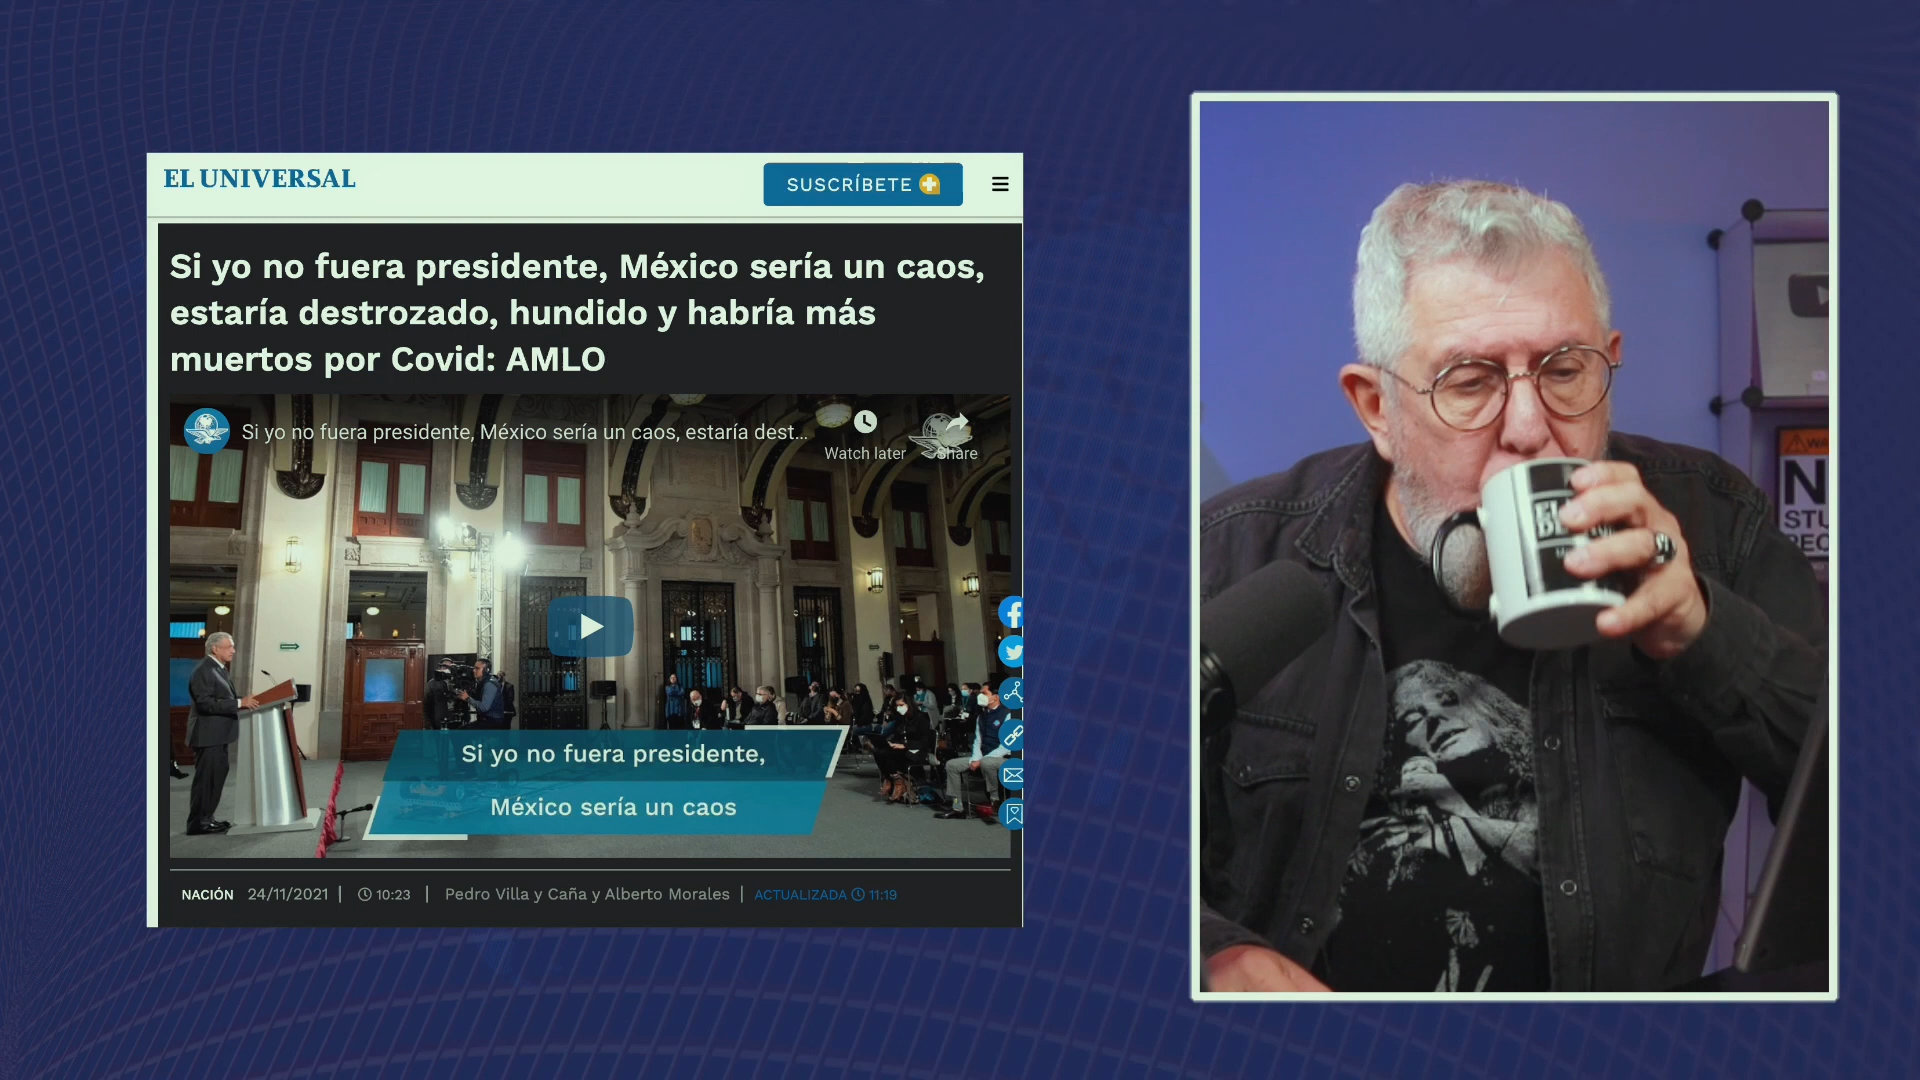 EL UNIVERSAL
SUSCRÍBETE
Si yo no fuera presidente, México sería un caos,
estaría destrozado, hundido y habría más
muertos por Covid: AMLO
Si yo no fuera presidente, México sería un caos, estaría dest...
Watch later
Share
Si yo no fuera presidente,
México sería un caos
NACIÓN 24/11/2021 | 10:23 | Pedro Villa y Caña y Alberto Morales | ACTUALIZADA 11:19
EL